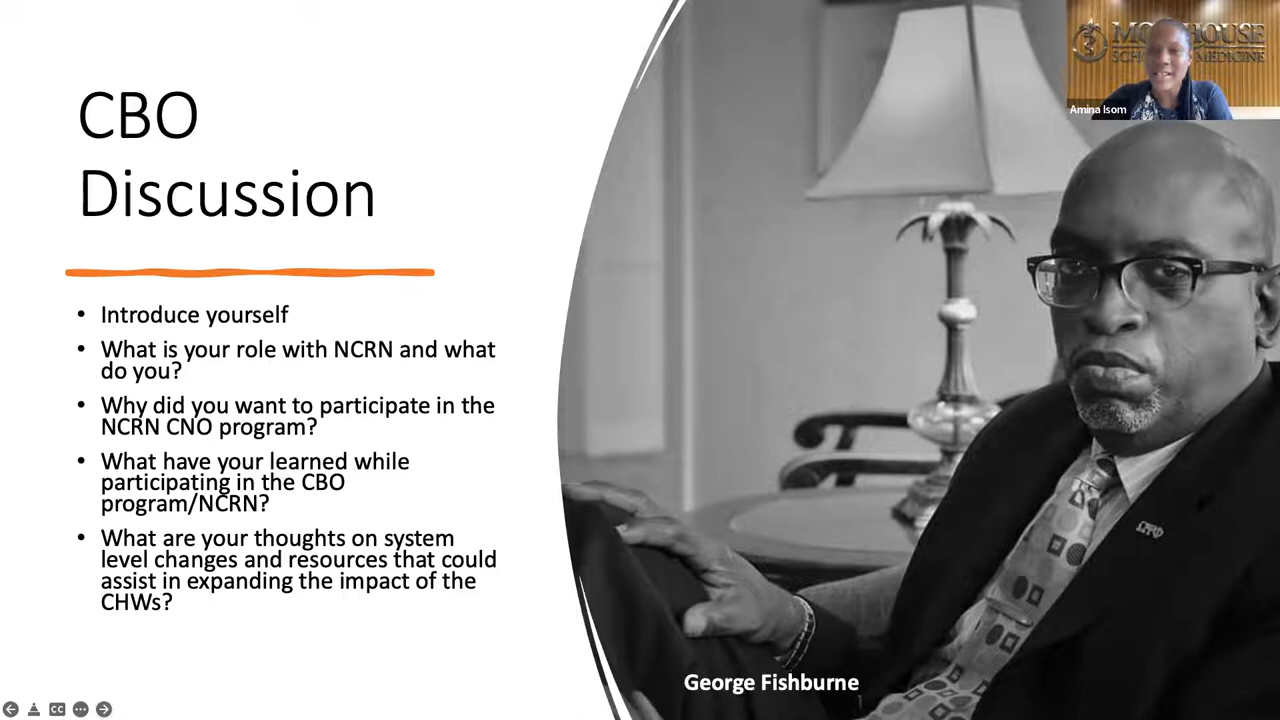 CBO
Discussion
• Introduce yourself
• What is your role with NCRN and what
do you?
• Why did you want to participate in the
NCRN CNO program?
• What have your learned while
participating in the CBO
program/NCRN?
• What are your thoughts on system
level changes and resources that could
assist in expanding the impact of the
CHWs?
George Fishburne
Amina Isom
CC